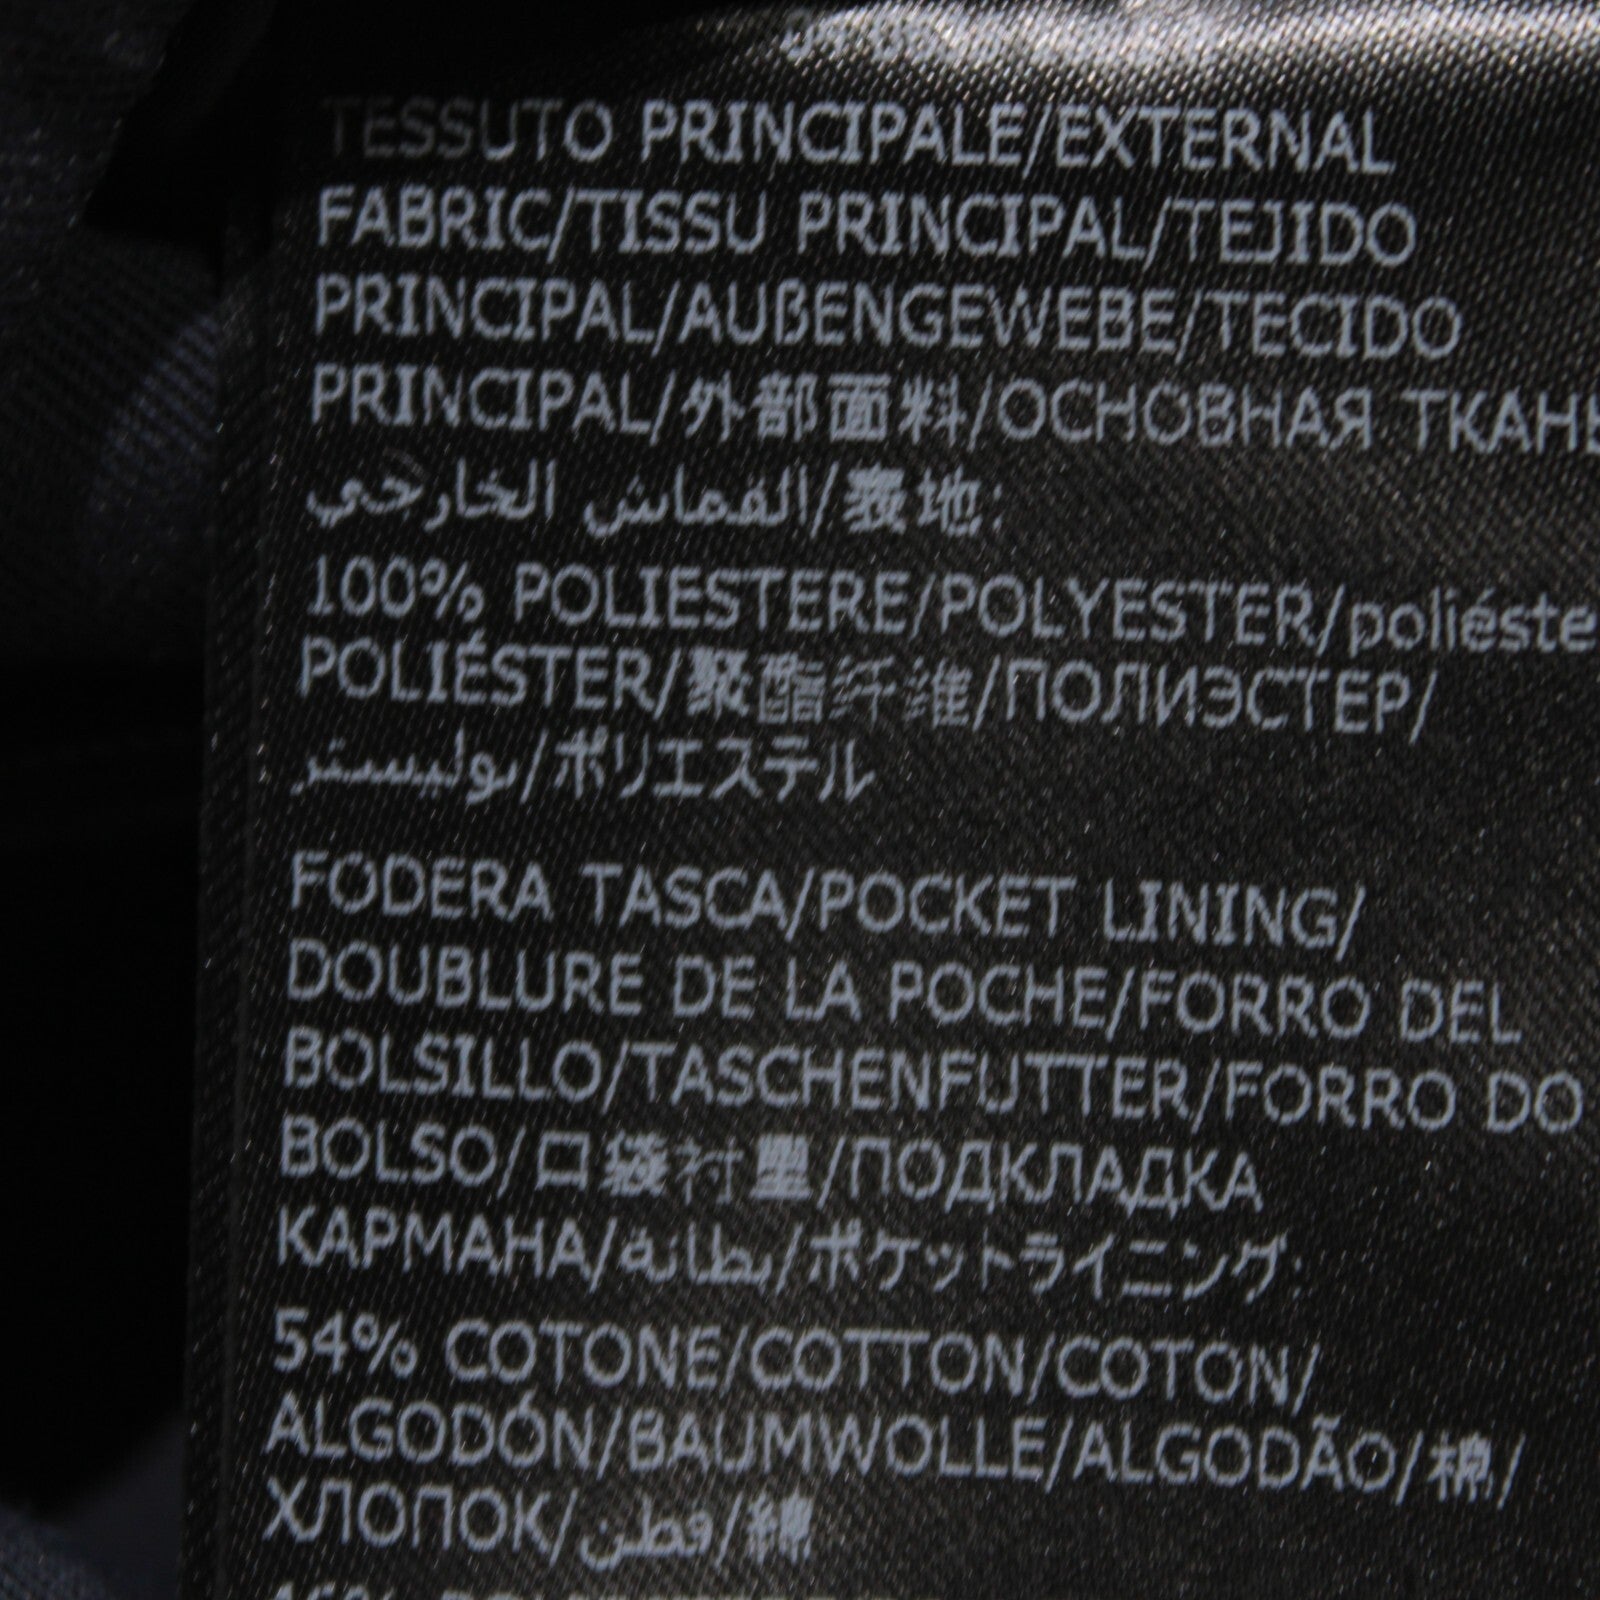 TESSUTO PRINCIPALE/EXTERNAL
FABRIC/TISSU PRINCIPAL/TEJIDO
PRINCIPAL/AUßENGEWEBE/TECIDO
PRINCIPAL/外部面料/ОСНОВНАЯ ТКАНЬ
القماش الخارجي/表地:
100% POLIESTERE/POLYESTER/poliéste
POLIÉSTER/聚酯纤维/ПОЛИЭСТЕР/
بوليستر/ポリエステル
FODERA TASCA/POCKET LINING/
DOUBLURE DE LA POCHE/FORRO DEL
BOLSILLO/TASCHENFUTTER/FORRO DO
BOLSO/口袋衬里/ПОДКЛАДКА
КАРМАНА/بطانة/ポケットライニング:
54% COTONE/COTTON/COTON/
ALGODÓN/BAUMWOLLE/ALGODÃO/棉/
ХЛОПОК/قطن/綿